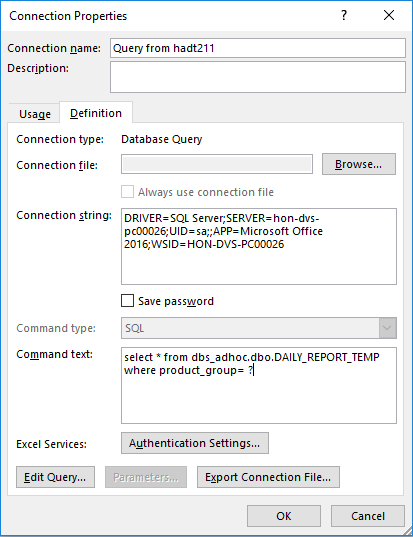 Connection Properties ? ×
Connection name: Query from hadt211
Description:
Usage Definition
Connection type: Database Query
Connection file: Browse...
Always use connection file
Connection string: DRIVER=SQL Server;SERVER=hon-dvs-
pc00026;UID=sa;;APP=Microsoft Office
2016;WSID=HON-DVS-PC00026
Save password
Command type: SQL
Command text: select * from dbs_adhoc.dbo.DAILY_REPORT_TEMP
where product_group= ?
Excel Services: Authentication Settings...
Edit Query... Parameters... Export Connection File...
OK Cancel